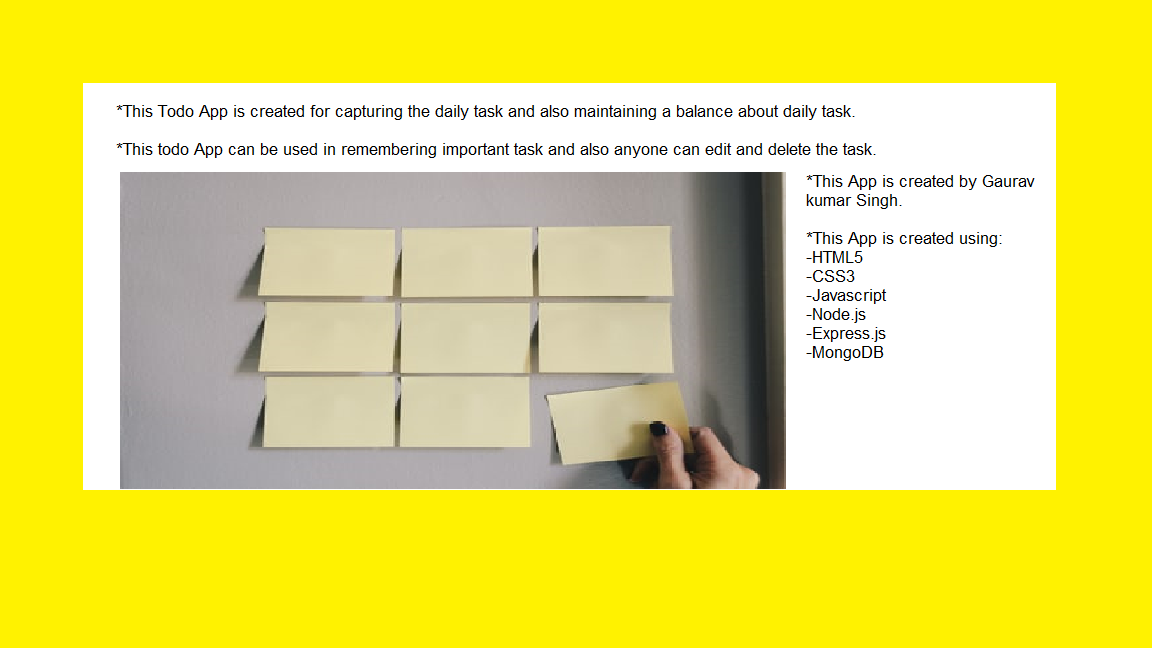 *This Todo App is created for capturing the daily task and also maintaining a balance about daily task.
*This todo App can be used in remembering important task and also anyone can edit and delete the task.
*This App is created by Gaurav
kumar Singh.
*This App is created using:
-HTML5
-CSS3
-Javascript
-Node.js
-Express.js
-MongoDB